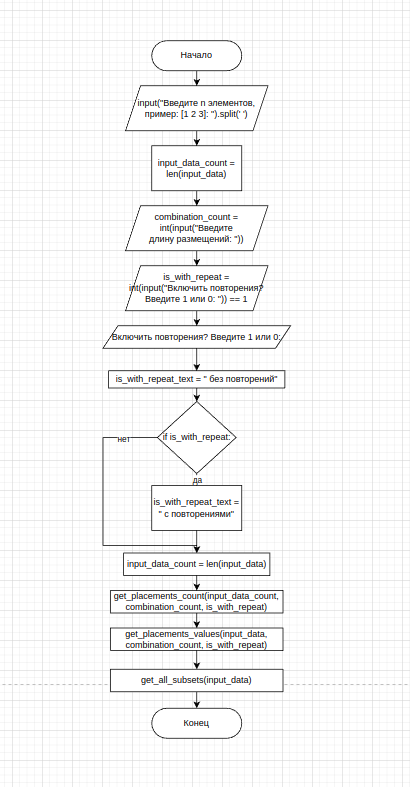 Начало
input("Введите n элементов,
пример: [1 2 3]: ").split(' ')
input_data_count =
len(input_data)
combination_count =
int(input("Введите
длину размещений: "))
is_with_repeat =
int(input("Включить повторения?
Введите 1 или 0: ")) == 1
Включить повторения? Введите 1 или 0:
is_with_repeat_text = " без повторений"
if is_with_repeat:
нет
да
is_with_repeat_text =
" с повторениями"
input_data_count = len(input_data)
get_placements_count(input_data_count,
combination_count, is_with_repeat)
get_placements_values(input_data,
combination_count, is_with_repeat)
get_all_subsets(input_data)
Конец